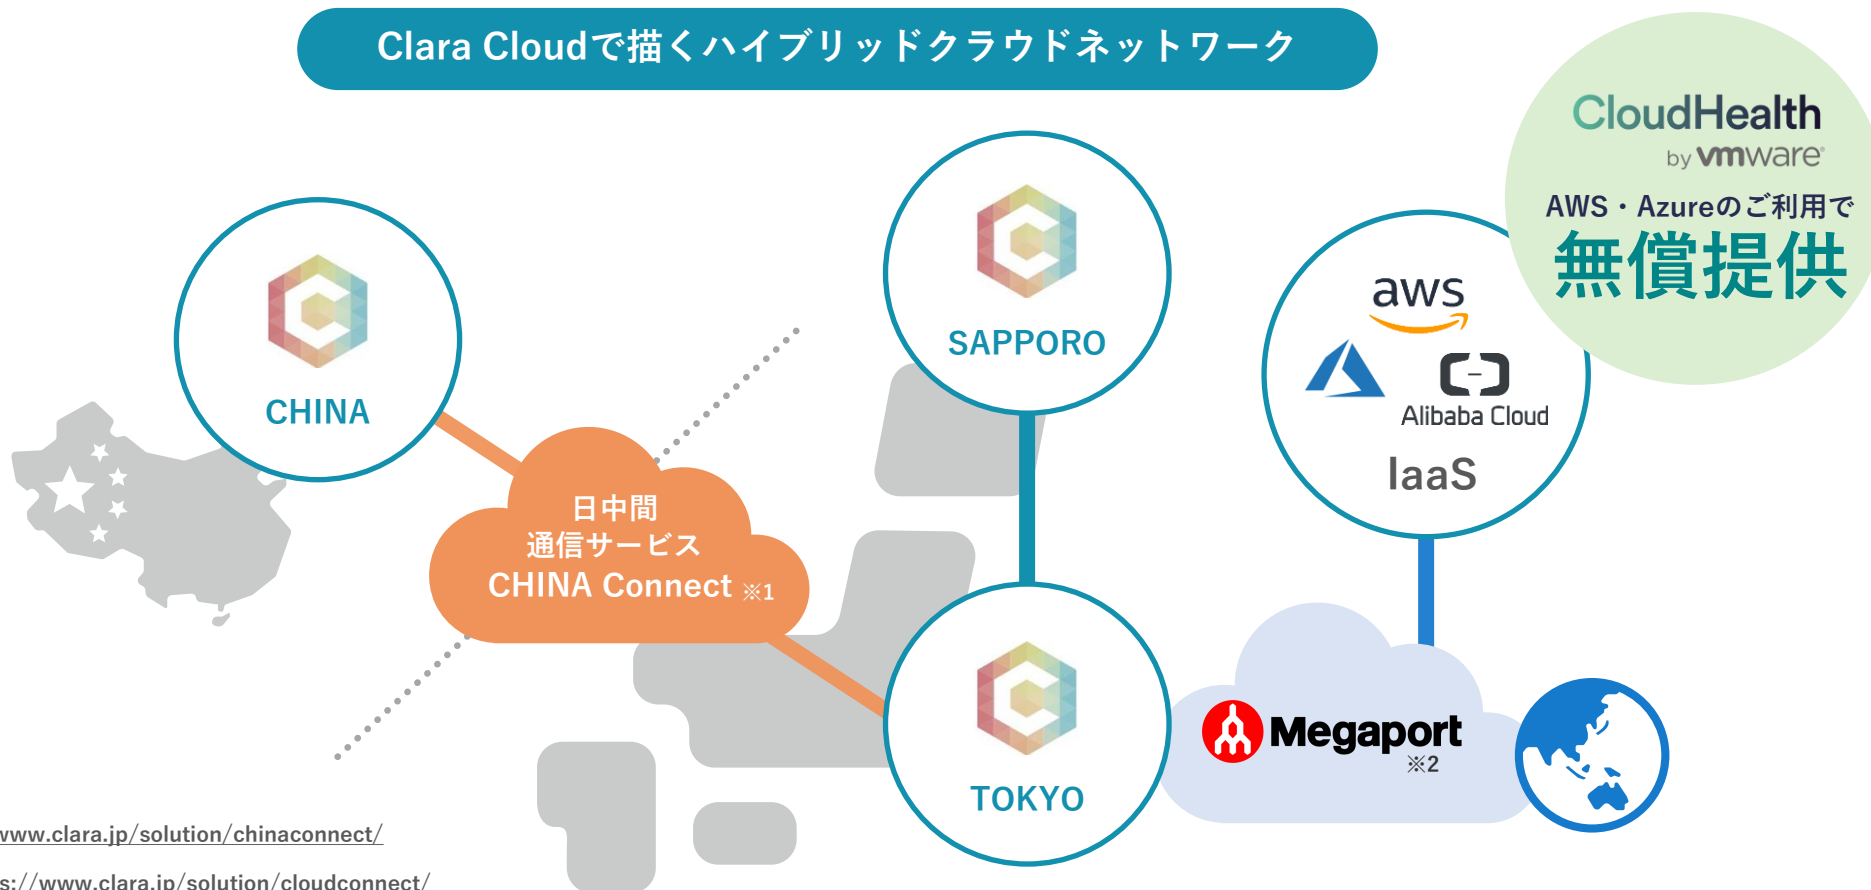 Clara Cloudで描くハイブリッドクラウドネットワーク
CloudHealth
by vmware®
AWS・Azureのご利用で
無償提供
SAPPORO
CHINA
aws
Alibaba Cloud
IaaS
日中間
通信サービス
CHINA Connect ※1
Megaport
※2
TOKYO
www.clara.jp/solution/chinaconnect/
s://www.clara.jp/solution/cloudconnect/